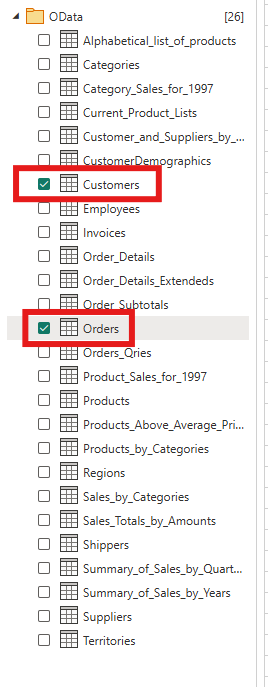 OData [26]
Alphabetical_list_of_products
Categories
Category_Sales_for_1997
Current_Product_Lists
Customer_and_Suppliers_by_...
CustomerDemographics
Customers
Employees
Invoices
Order_Details
Order_Details_Extendeds
Order_Subtotals
Orders
Orders_Qries
Product_Sales_for_1997
Products
Products_Above_Average_Pri...
Products_by_Categories
Regions
Sales_by_Categories
Sales_Totals_by_Amounts
Shippers
Summary_of_Sales_by_Quart...
Summary_of_Sales_by_Years
Suppliers
Territories